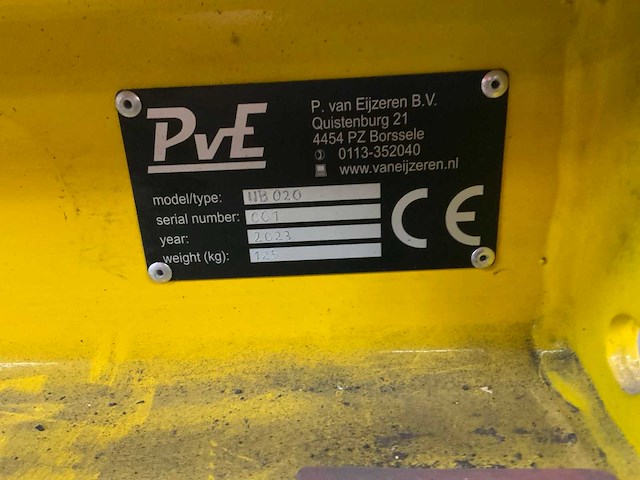 PvE
P. van Eijzeren B.V.
Quistenburg 21
4454 PZ Borssele
0113-352040
www.vaneijzeren.nl
model/type: UB 020
serial number: 001
year: 2023
weight (kg): 125
CE